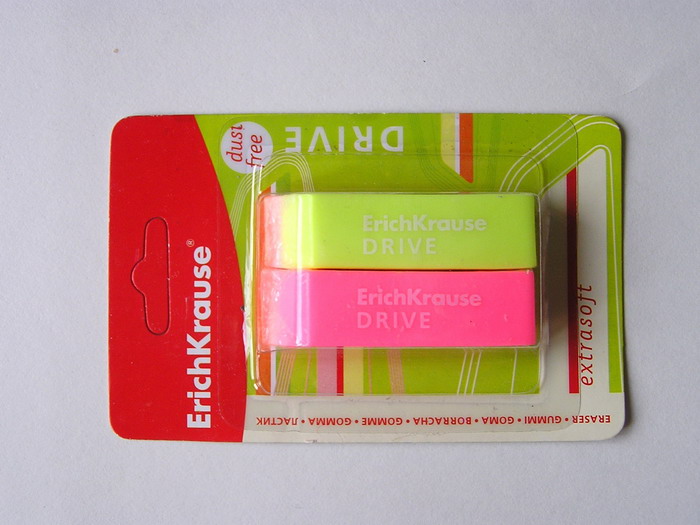 ErichKrause®
dust
free
DRIVE
ErichKrause
DRIVE
ErichKrause
DRIVE
extrasoft
ERASER • GUMMI • GOMA • BORRACHA • GOMME • GOMMA • ЛАСТИК